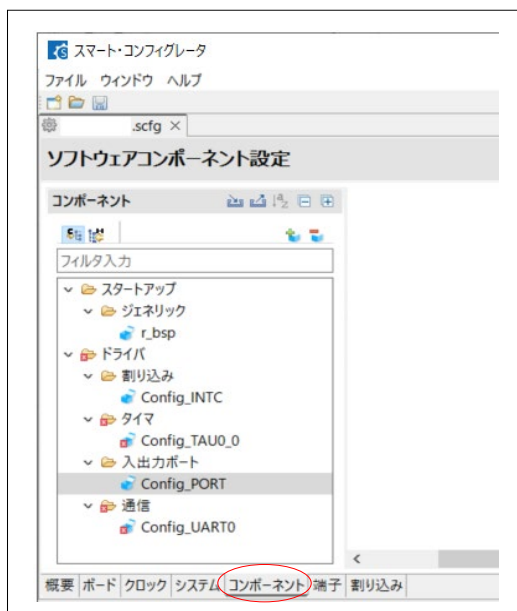 スマート・コンフィグレータ
ファイル ウィンドウ ヘルプ
.scfg ×
ソフトウェアコンポーネント設定
コンポーネント
フィルタ入力
スタートアップ
ジェネリック
r_bsp
ドライバ
割り込み
Config_INTC
タイマ
Config_TAU0_0
入出力ポート
Config_PORT
通信
Config_UART0
概要 ボード クロック システム コンポーネント 端子 割り込み